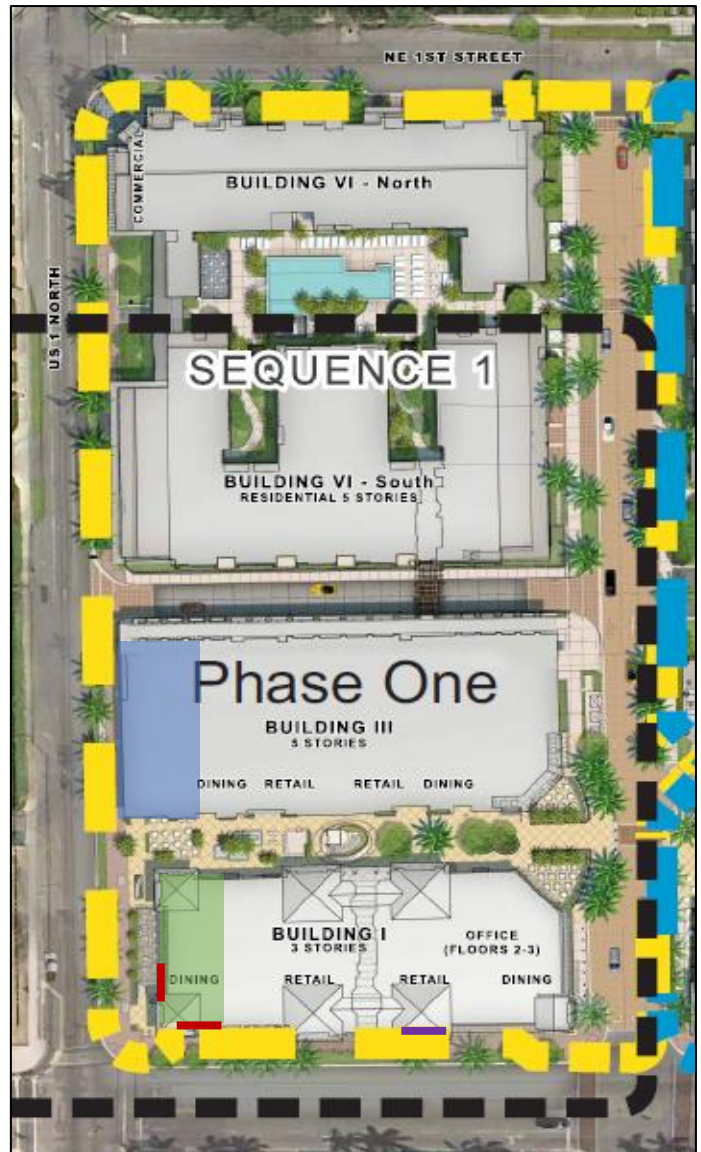 NE 1ST STREET
COMMERCIAL
BUILDING VI - North
US 1 NORTH
SEQUENCE 1
BUILDING VI - South
RESIDENTIAL 5 STORIES
Phase One
BUILDING III
5 STORIES
DINING RETAIL RETAIL DINING
BUILDING I
3 STORIES
OFFICE
(FLOORS 2-3)
DINING RETAIL RETAIL DINING